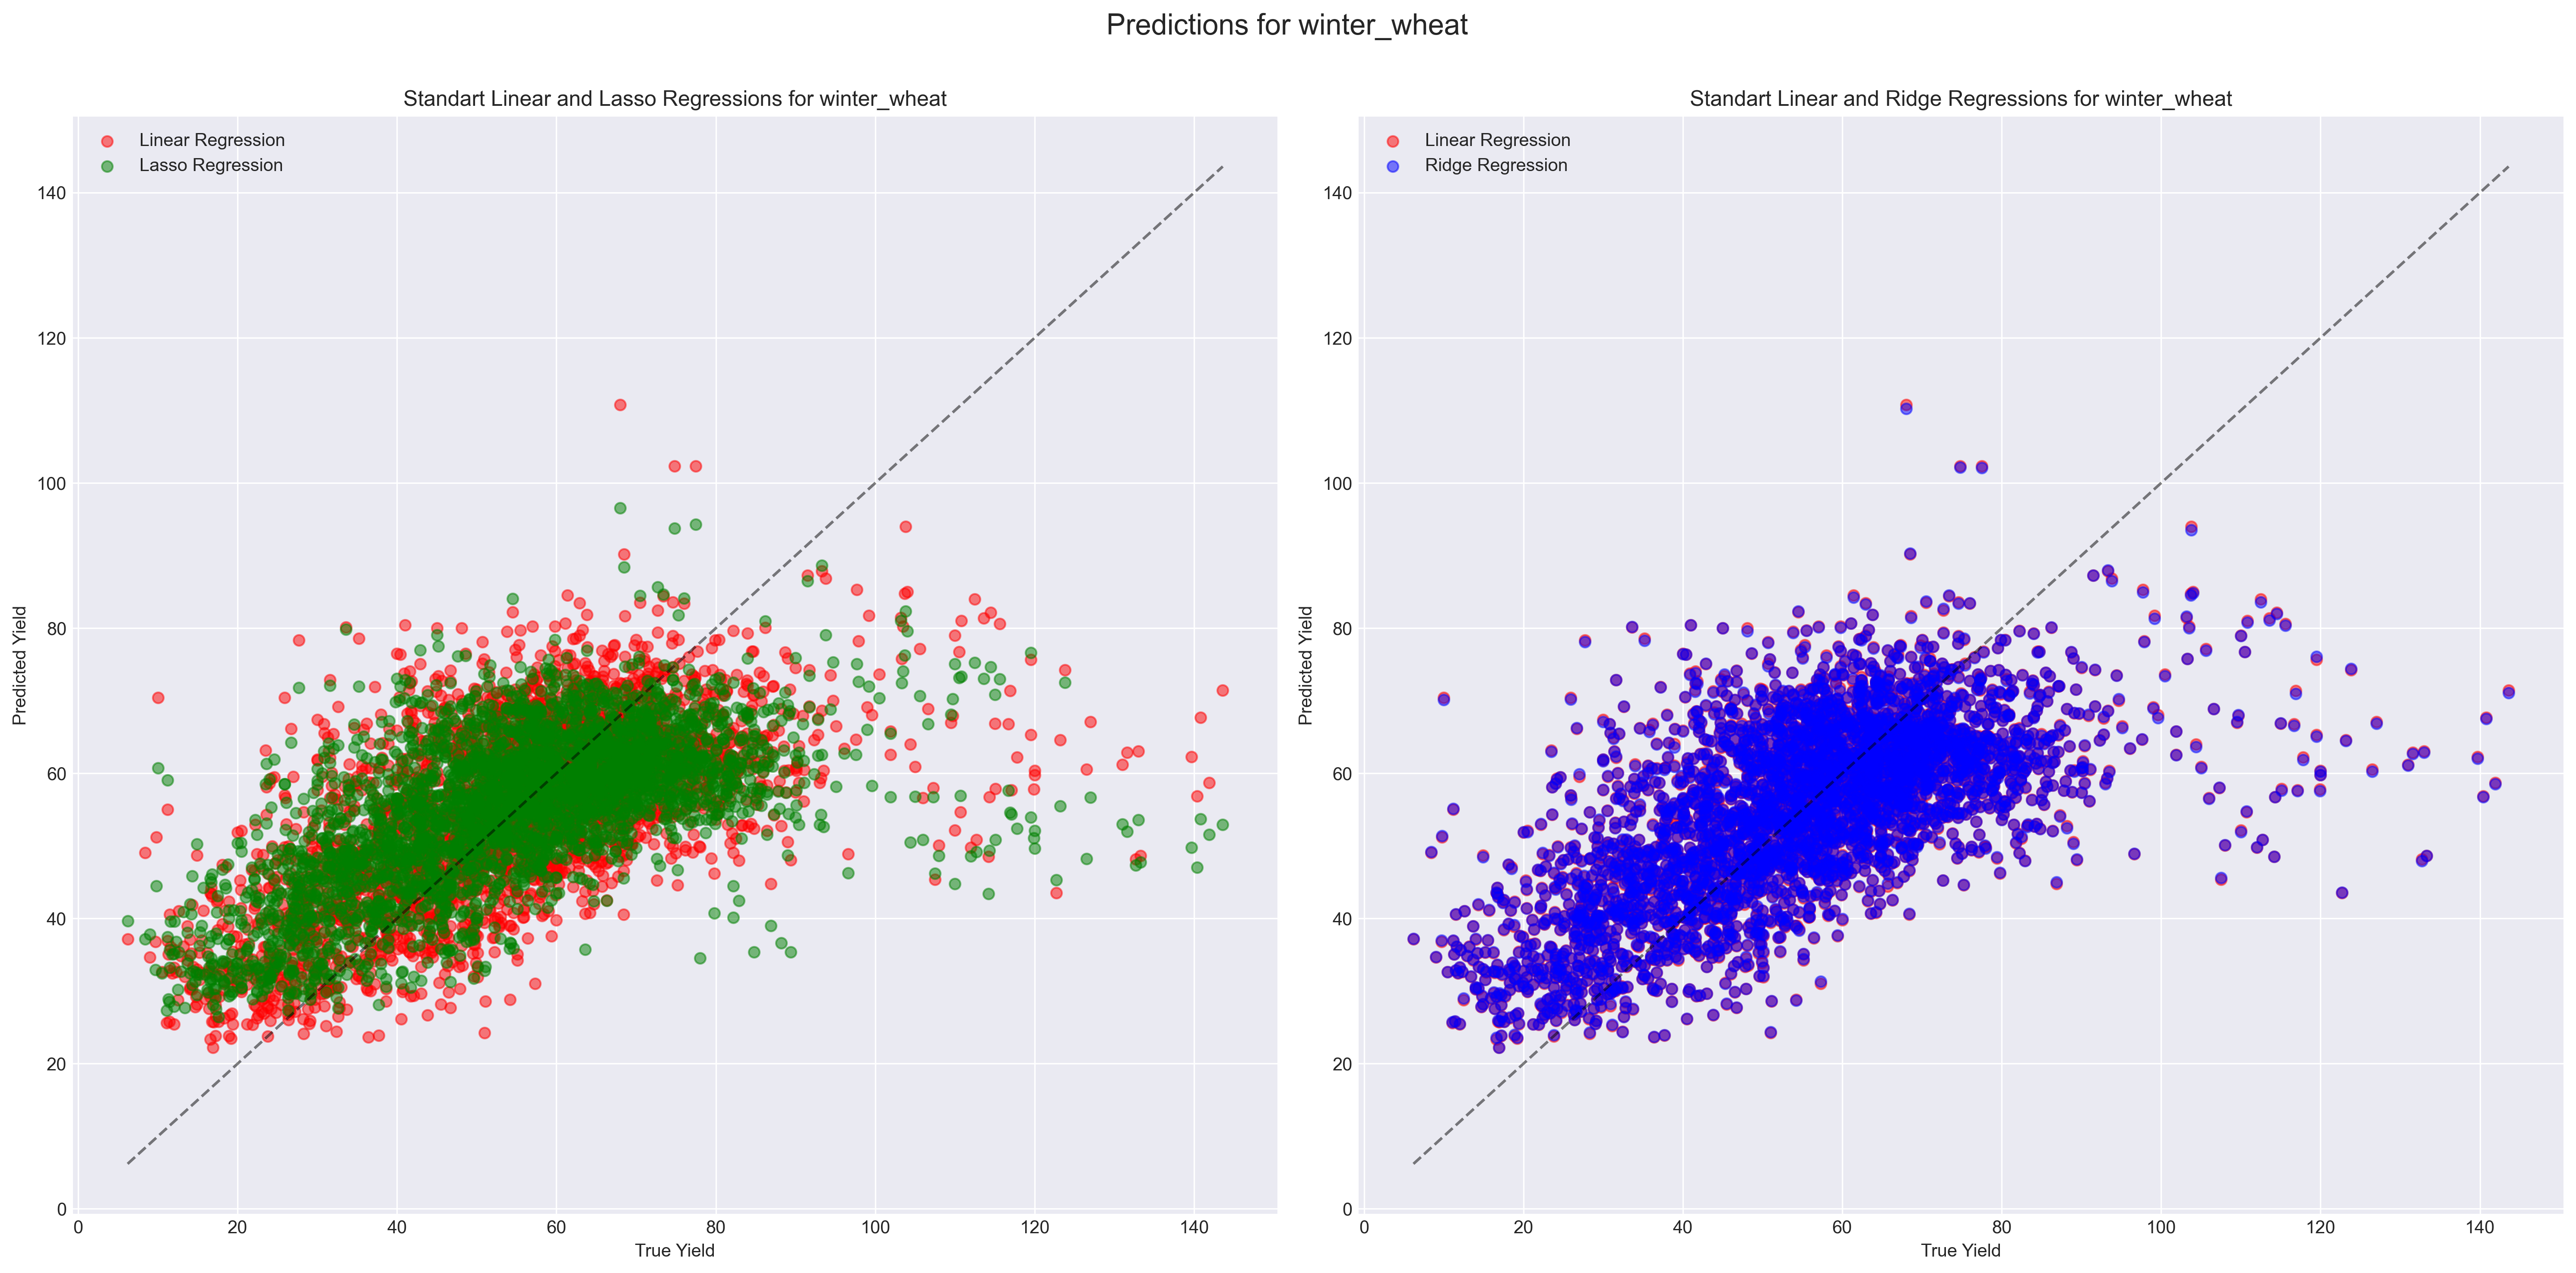 Predictions for winter_wheat
Standart Linear and Lasso Regressions for winter_wheat
Linear Regression
Lasso Regression
140
120
100
80
60
40
20
0
Predicted Yield
0 20 40 60 80 100 120 140
True Yield
Standart Linear and Ridge Regressions for winter_wheat
Linear Regression
Ridge Regression
140
120
100
80
60
40
20
0
Predicted Yield
0 20 40 60 80 100 120 140
True Yield